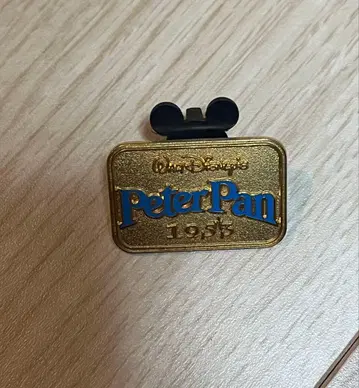 Walt Disney's
Peter Pan
1953